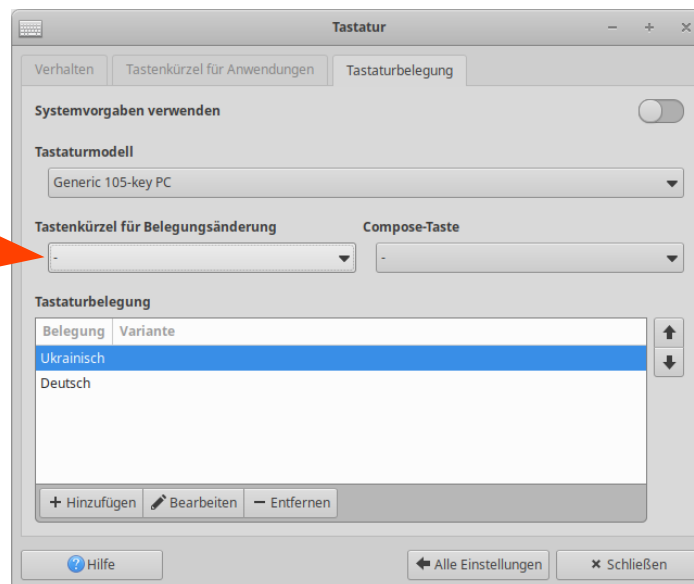 Tastatur
Verhalten Tastenkürzel für Anwendungen Tastaturbelegung
Systemvorgaben verwenden
Tastaturmodell
Generic 105-key PC
Tastenkürzel für Belegungsänderung Compose-Taste
- -
Tastaturbelegung
Belegung Variante
Ukrainisch
Deutsch
Hinzufügen Bearbeiten Entfernen
Hilfe Alle Einstellungen Schließen